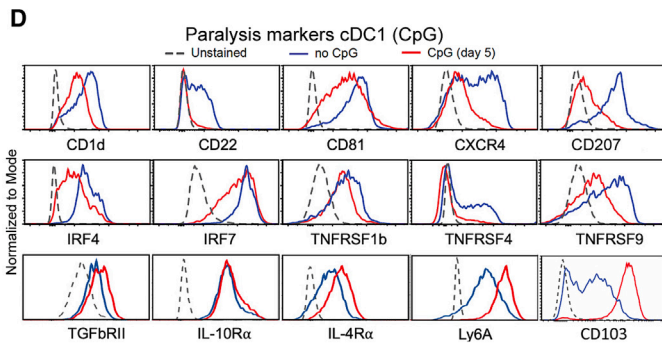 D
Paralysis markers cDC1 (CpG)
Unstained no CpG CpG (day 5)
Normalized to Mode
CD1d CD22 CD81 CXCR4 CD207
IRF4 IRF7 TNFRSF1b TNFRSF4 TNFRSF9
TGFbRII IL-10Rα IL-4Rα Ly6A CD103